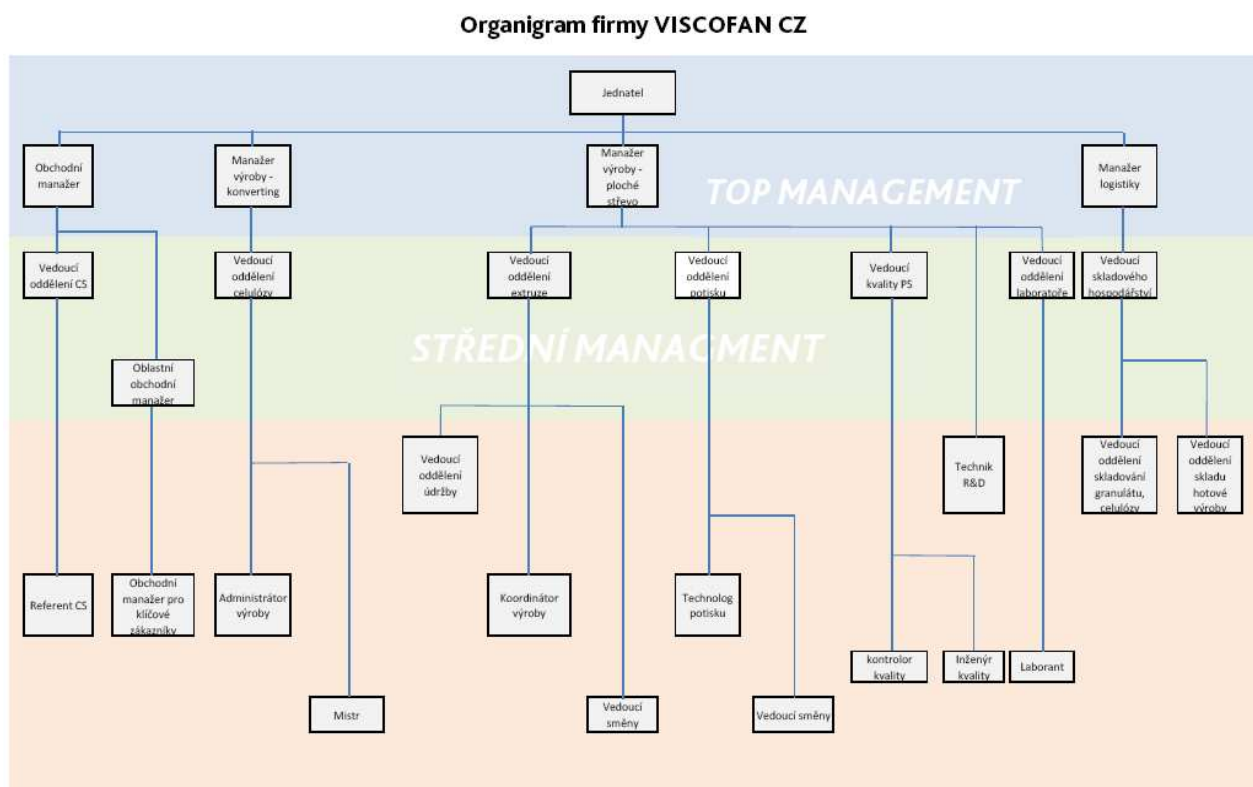 Organigram firmy VISCOFAN CZ
Jednatel
Obchodní
manažer
Manažer
výroby -
konverting
Manažer
výroby -
ploché
střevo
Manažer
logistiky
TOP MANAGEMENT
Vedoucí
oddělení CS
Vedoucí
oddělení
celulózy
Vedoucí
oddělení
extruze
Vedoucí
oddělení
potisku
Vedoucí
kvality PS
Vedoucí
oddělení
laboratoře
Vedoucí
skladového
hospodářství
STŘEDNÍ MANAGMENT
Oblastní
obchodní
manažer
Vedoucí
oddělení
údržby
Technik
R&D
Vedoucí
oddělení
skladování
granulátu,
celulózy
Vedoucí
oddělení
skladu
hotové
výroby
Referent CS
Obchodní
manažer pro
klíčové
zákazníky
Administrátor
výroby
Koordinátor
výroby
Technolog
potisku
kontrolor
kvality
Inženýr
kvality
Laborant
Mistr
Vedoucí
směny
Vedoucí směny